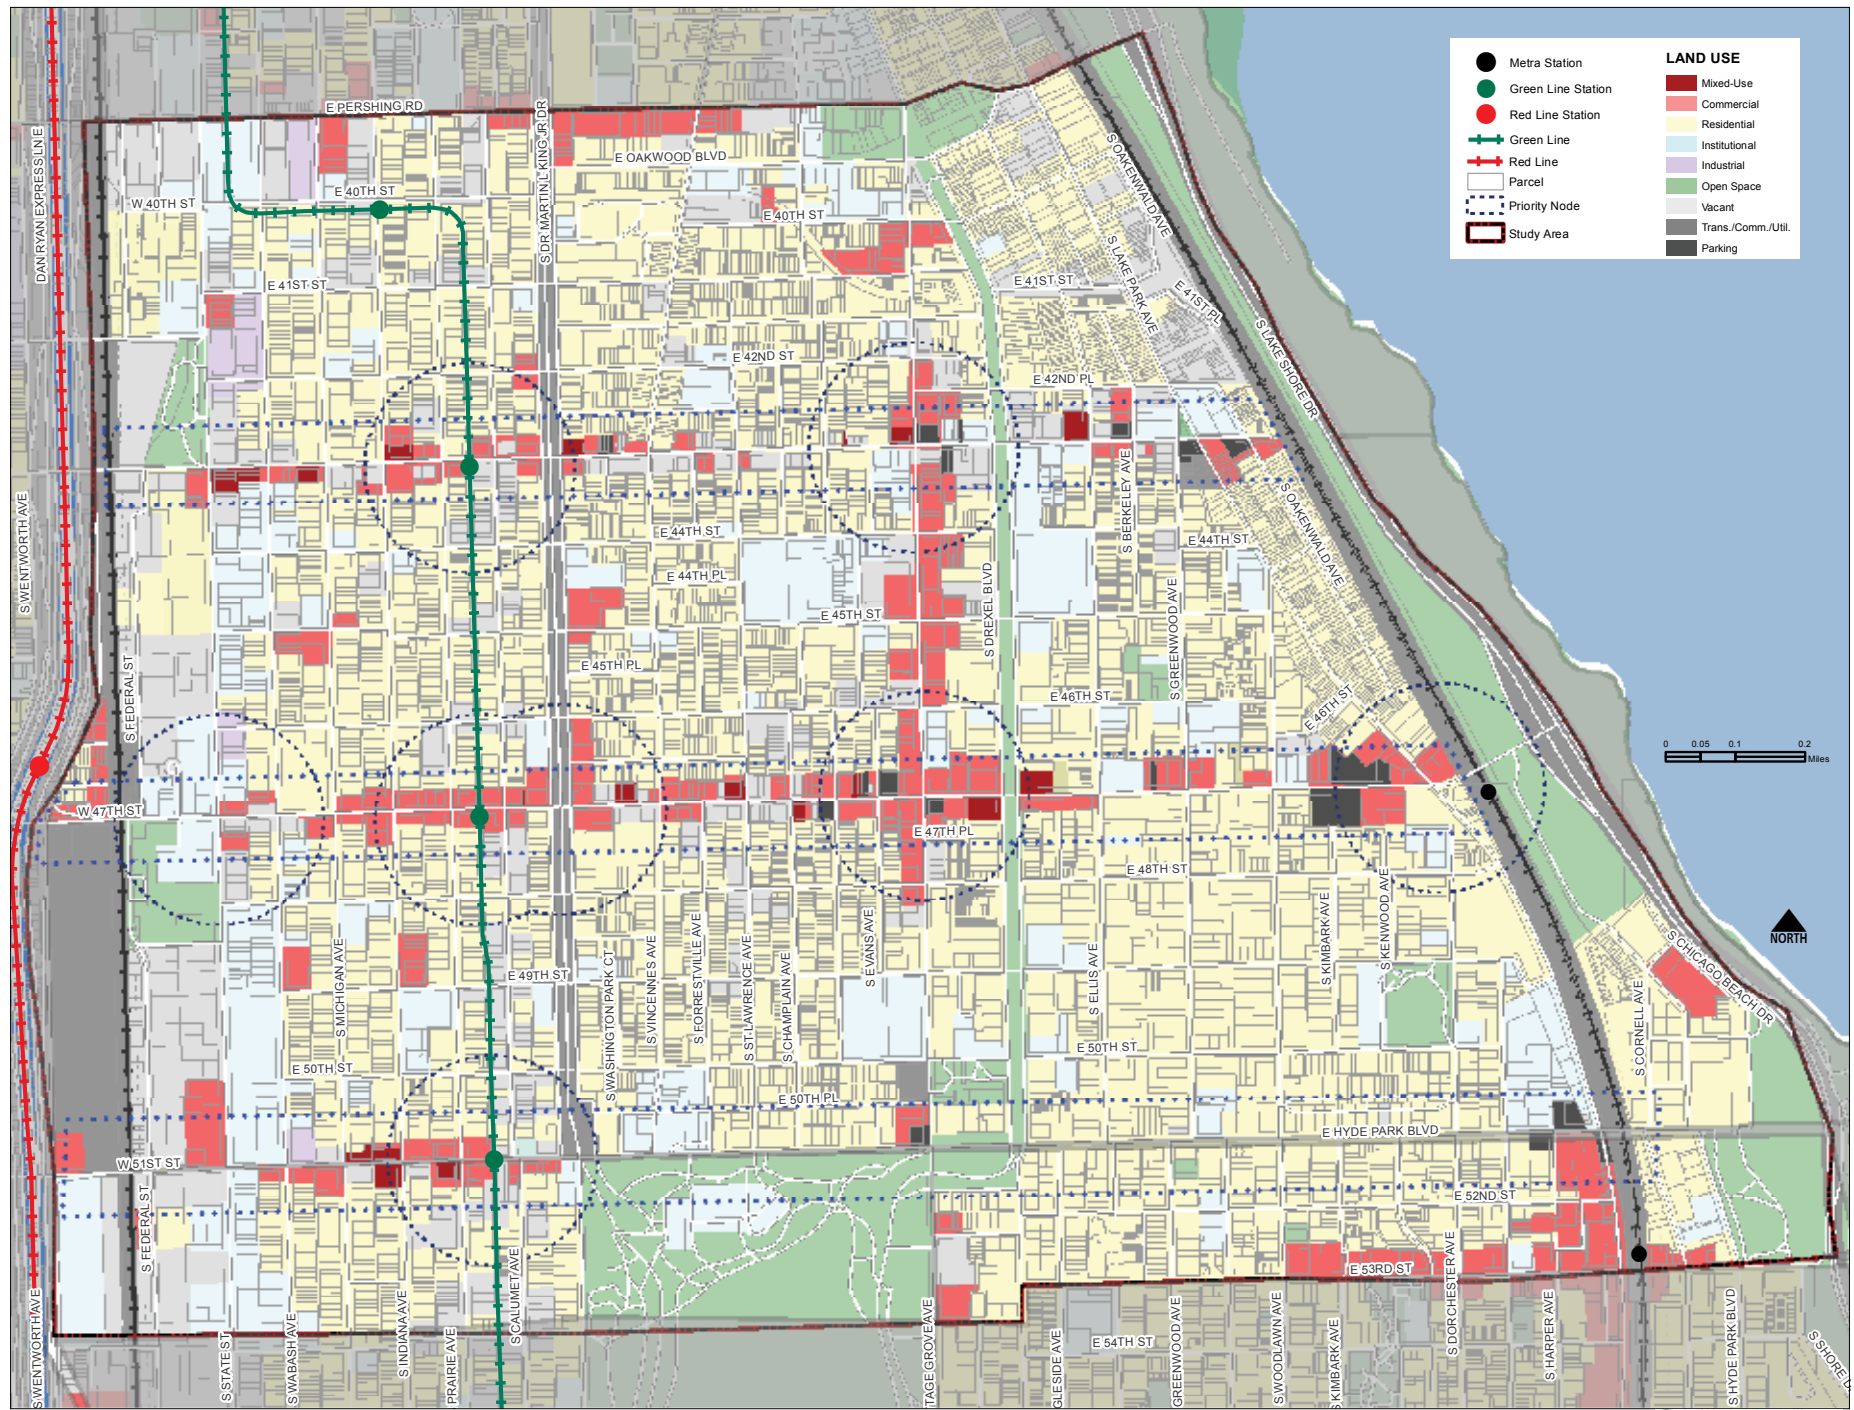 Metra Station
Green Line Station
Red Line Station
Green Line
Red Line
Parcel
Priority Node
Study Area
LAND USE
Mixed-Use
Commercial
Residential
Institutional
Industrial
Open Space
Vacant
Trans./Comm./Util.
Parking
E PERSHING RD
DAN RYAN EXPRESS LN E
S DR MARTIN L KING JR DR
E OAKWOOD BLVD
S OAKENWALD AVE
W 40TH ST
E 40TH ST
E 40TH ST
S LAKE PARK AVE
E 41ST ST
E 41ST ST
E 41ST PL
S LAKE SHORE DR
E 42ND ST
E 42ND PL
S WENTWORTH AVE
S BERKELEY AVE
S OAKENWALD AVE
E 44TH ST
E 44TH ST
E 44TH PL
S DREXEL BLVD
S GREENWOOD AVE
E 45TH ST
E 45TH PL
S FEDERAL ST
E 46TH ST
E 46TH ST
0 0.05 0.1 0.2
Miles
W 47TH ST
E 47TH PL
E 48TH ST
NORTH
S MICHIGAN AVE
E 49TH ST
S WASHINGTON PARK CT
S VINCENNES AVE
S FORRESTVILLE AVE
S ST LAWRENCE AVE
S CHAMPLAIN AVE
S EVANS AVE
S ELLIS AVE
S KIMBARK AVE
S KENWOOD AVE
S CORNELL AVE
S CHICAGO BEACH DR
E 50TH ST
E 50TH ST
E 50TH PL
E HYDE PARK BLVD
W 51ST ST
E 52ND ST
S FEDERAL ST
S CALUMET AVE
E 53RD ST
S DORCHESTER AVE
S WENTWORTH AVE
S STATE ST
S WABASH AVE
S INDIANA AVE
PRAIRIE AVE
TAGE GROVE AVE
GLESIDE AVE
E 54TH ST
GREENWOOD AVE
S WOODLAWN AVE
S KIMBARK AVE
S HARPER AVE
S HYDE PARK BLVD
S SHORE D